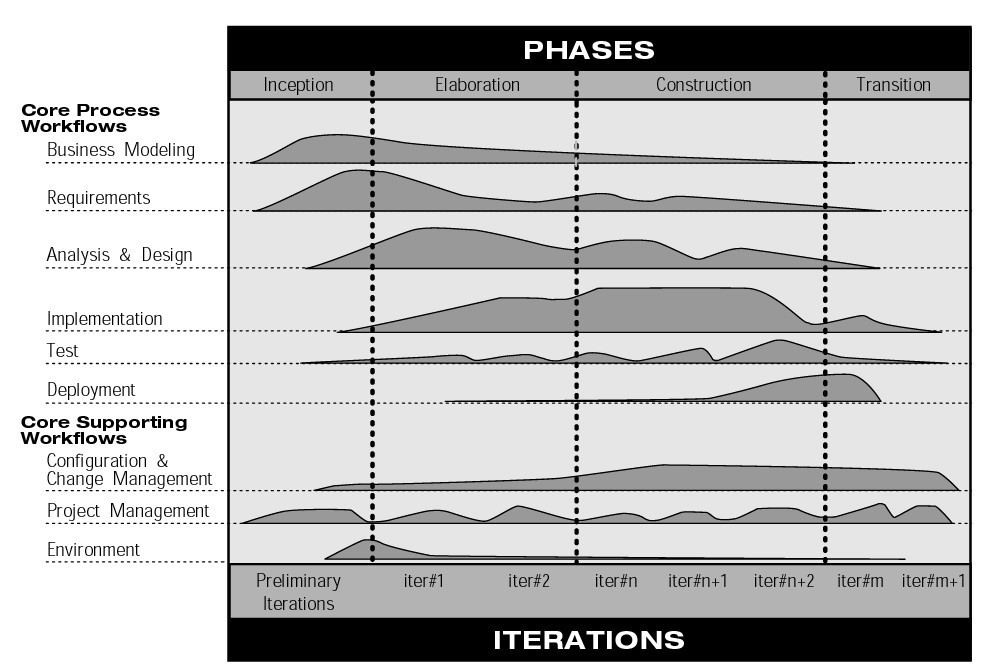 PHASES
Inception Elaboration Construction Transition
Core Process
Workflows
Business Modeling
Requirements
Analysis & Design
Implementation
Test
Deployment
Core Supporting
Workflows
Configuration &
Change Management
Project Management
Environment
Preliminary iter#1 iter#2 iter#n iter#n+1 iter#n+2 iter#m iter#m+1
Iterations
ITERATIONS